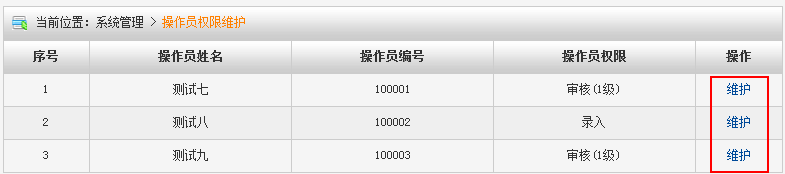 当前位置：系统管理 > 操作员权限维护
序号 操作员姓名 操作员编号 操作员权限 操作
1 测试七 100001 审核(1级) 维护
2 测试八 100002 录入 维护
3 测试九 100003 审核(1级) 维护